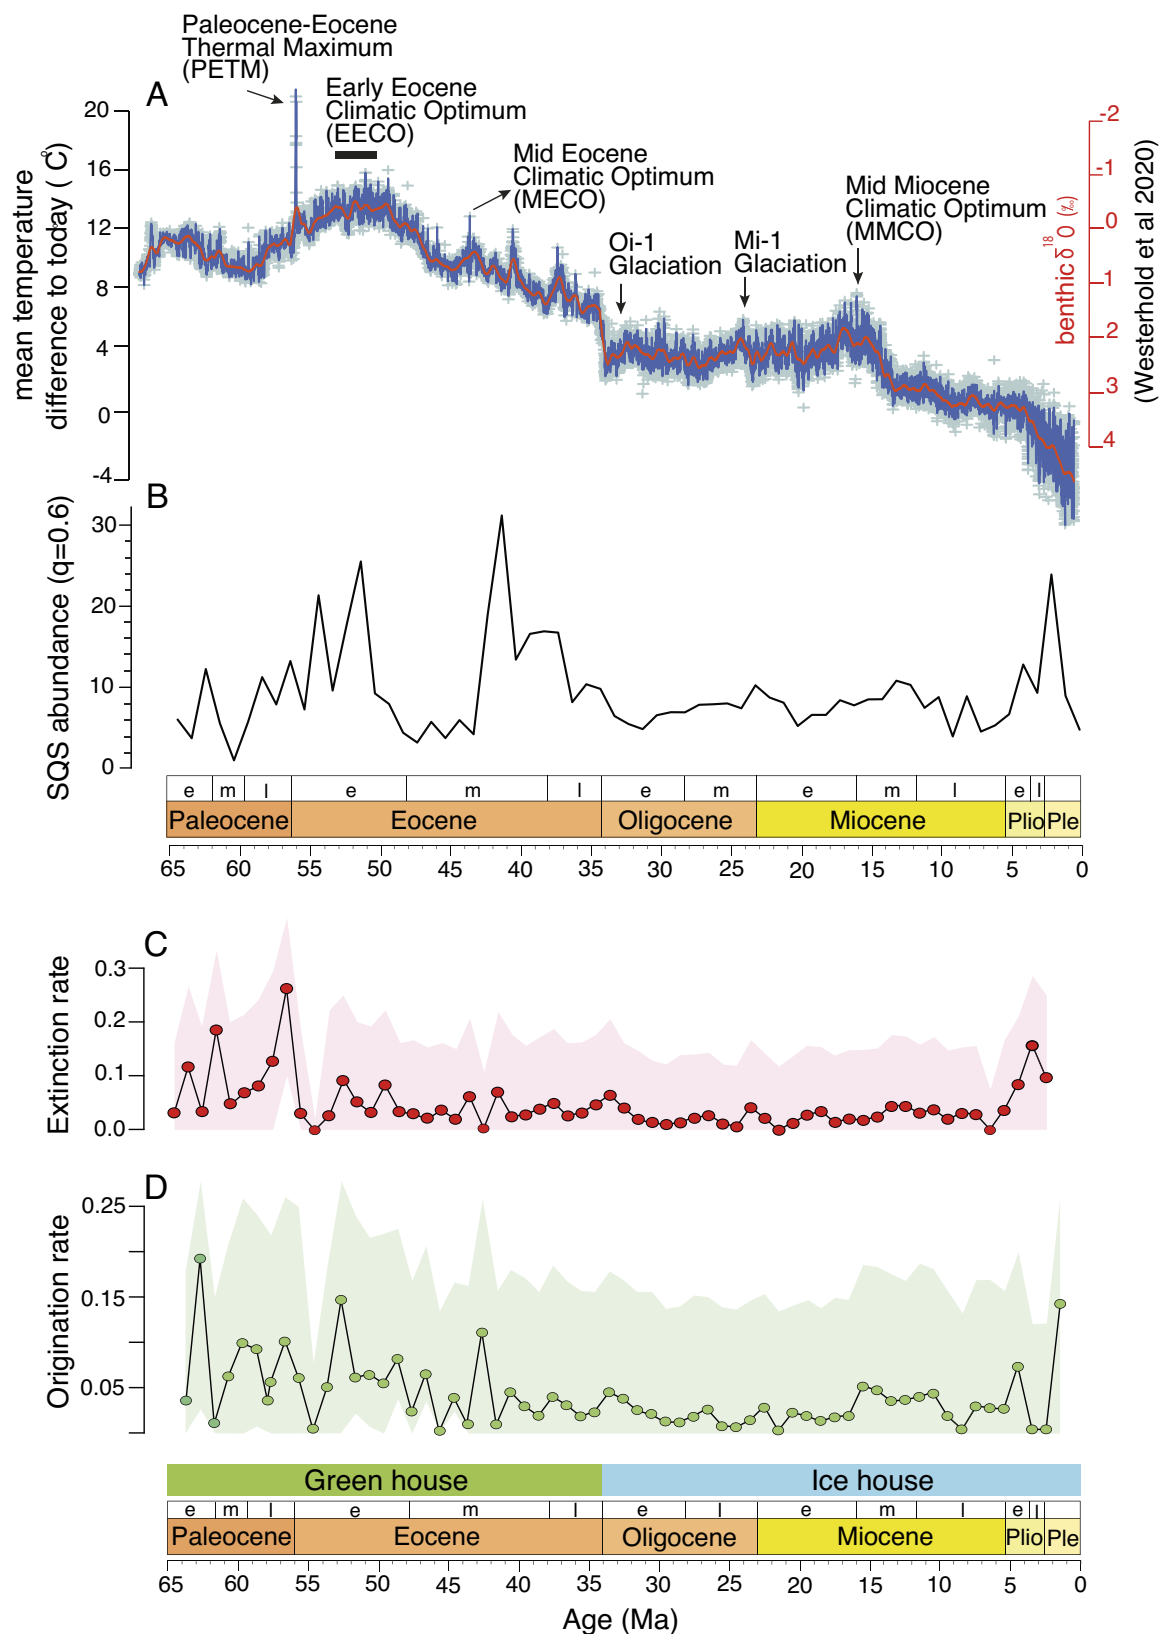 Paleocene-Eocene
Thermal Maximum
(PETM)
A
Early Eocene
Climatic Optimum
(EECO)
Mid Eocene
Climatic Optimum
(MECO)
Mid Miocene
Climatic Optimum
(MMCO)
Oi-1
Glaciation
Mi-1
Glaciation
mean temperature
difference to today ( C°)
20
16
12
8
4
0
-4
-2
-1
0
1
2
3
4
benthic δ18 O (‰)
(Westerhold et al 2020)
B
SQS abundance (q=0.6)
30
20
10
0
e m l e m l e m e m l e l
Paleocene Eocene Oligocene Miocene Plio Ple
65 60 55 50 45 40 35 30 25 20 15 10 5 0
C
Extinction rate
0.3
0.2
0.1
0.0
D
Origination rate
0.25
0.15
0.05
Green house Ice house
e m l e m l e l e m l e l
Paleocene Eocene Oligocene Miocene Plio Ple
65 60 55 50 45 40 35 30 25 20 15 10 5 0
Age (Ma)